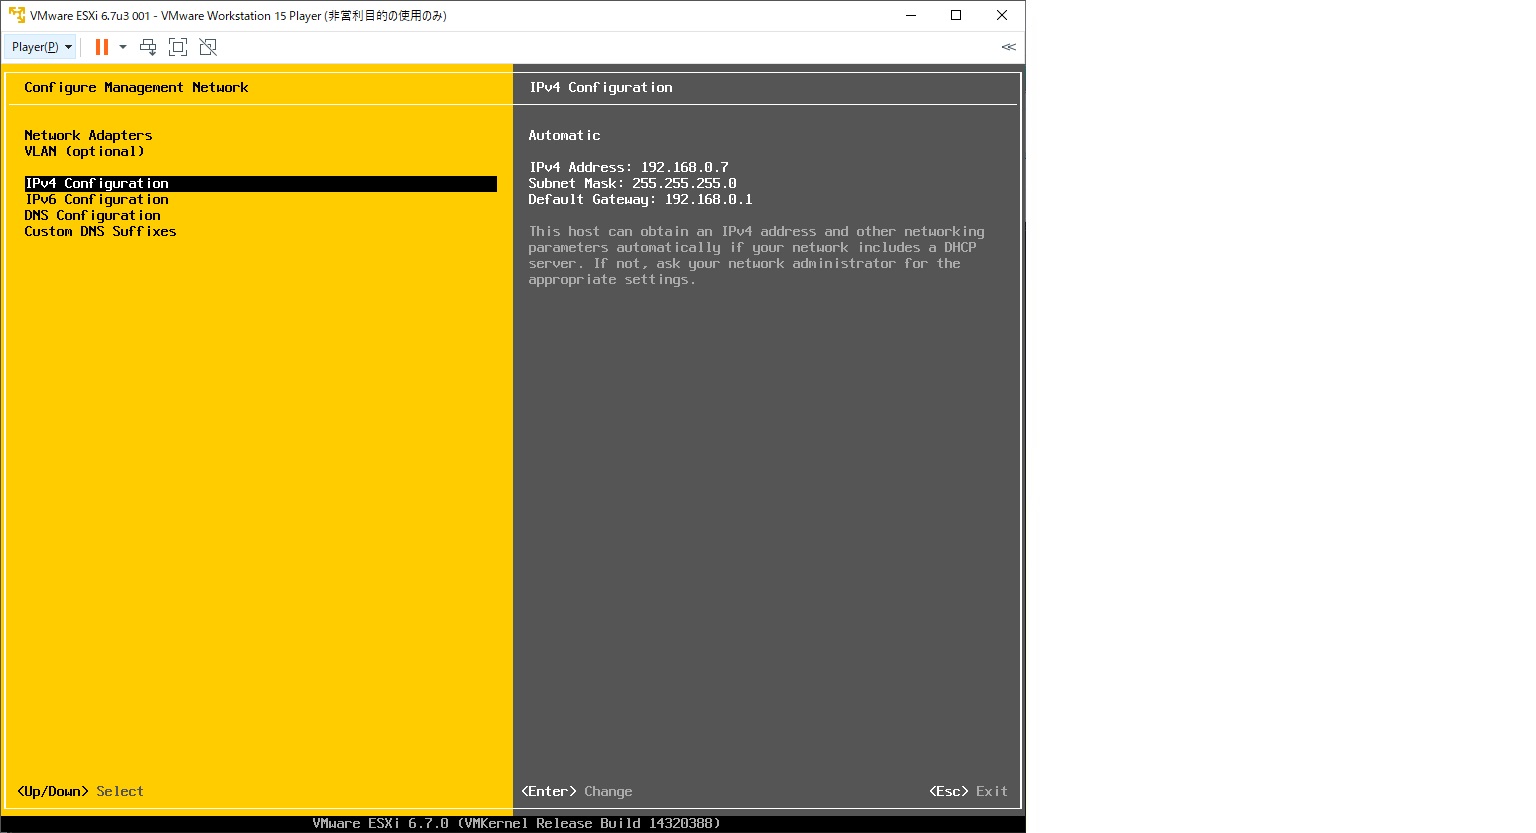 VMware ESXi 6.7u3 001 - VMware Workstation 15 Player (非営利目的の使用のみ)
Player(P)
Configure Management Network
Network Adapters
VLAN (optional)
IPv4 Configuration
IPv6 Configuration
DNS Configuration
Custom DNS Suffixes
<Up/Down> Select
IPv4 Configuration
Automatic
IPv4 Address: 192.168.0.7
Subnet Mask: 255.255.255.0
Default Gateway: 192.168.0.1
This host can obtain an IPv4 address and other networking
parameters automatically if your network includes a DHCP
server. If not, ask your network administrator for the
appropriate settings.
<Enter> Change
<Esc> Exit
VMware ESXi 6.7.0 (VMKernel Release Build 14320388)